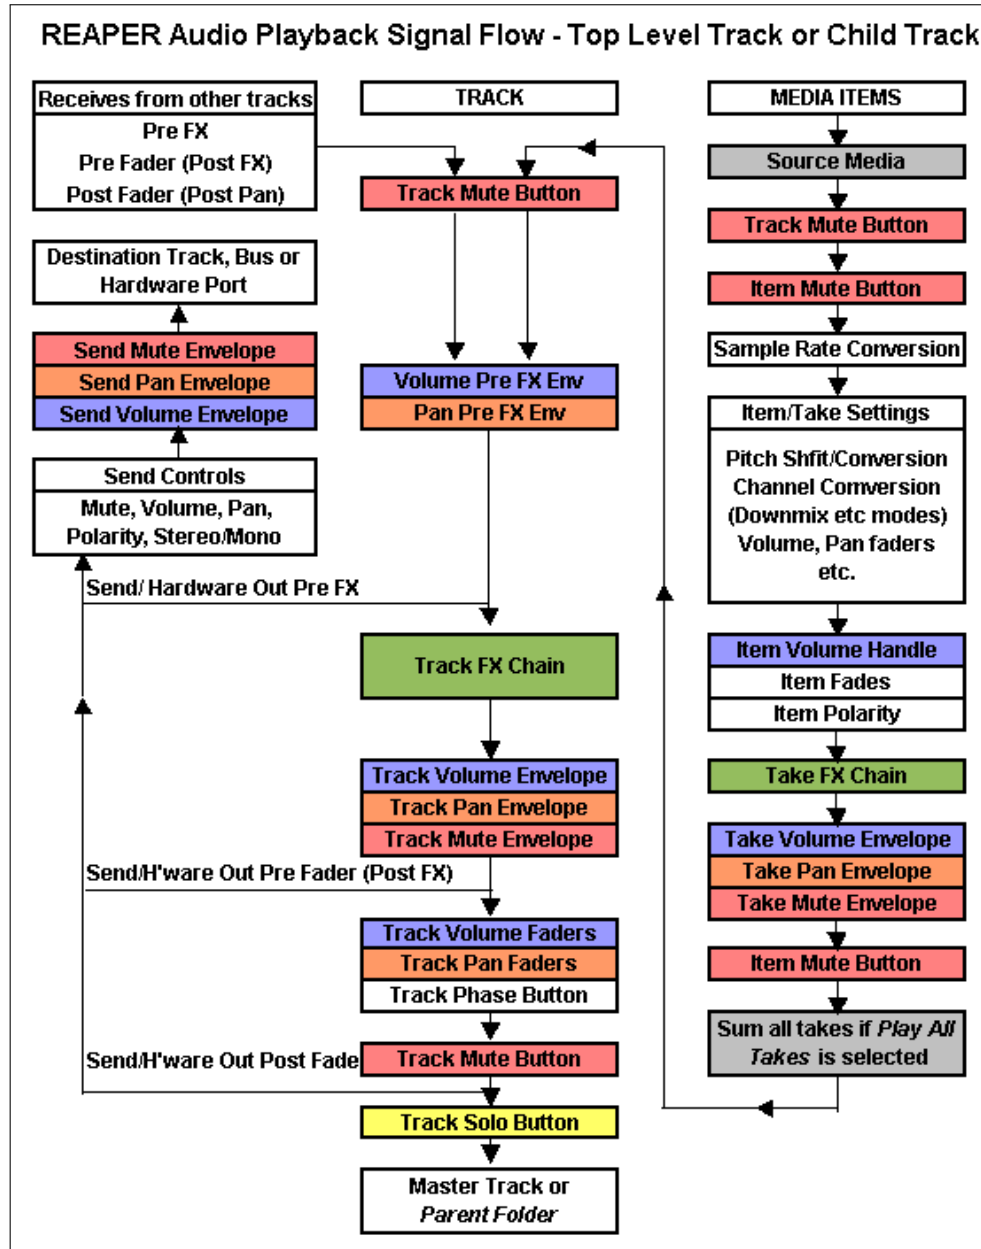 REAPER Audio Playback Signal Flow - Top Level Track or Child Track
Receives from other tracks
Pre FX
Pre Fader (Post FX)
Post Fader (Post Pan)
Destination Track, Bus or
Hardware Port
Send Mute Envelope
Send Pan Envelope
Send Volume Envelope
Send Controls
Mute, Volume, Pan,
Polarity, Stereo/Mono
Send/ Hardware Out Pre FX
Send/H'ware Out Pre Fader (Post FX)
Send/H'ware Out Post Fade
TRACK
Track Mute Button
Volume Pre FX Env
Pan Pre FX Env
Track FX Chain
Track Volume Envelope
Track Pan Envelope
Track Mute Envelope
Track Volume Faders
Track Pan Faders
Track Phase Button
Track Mute Button
Track Solo Button
Master Track or
Parent Folder
MEDIA ITEMS
Source Media
Track Mute Button
Item Mute Button
Sample Rate Conversion
Item/Take Settings
Pitch Shfit/Conversion
Channel Comversion
(Downmix etc modes)
Volume, Pan faders
etc.
Item Volume Handle
Item Fades
Item Polarity
Take FX Chain
Take Volume Envelope
Take Pan Envelope
Take Mute Envelope
Item Mute Button
Sum all takes if Play All
Takes is selected